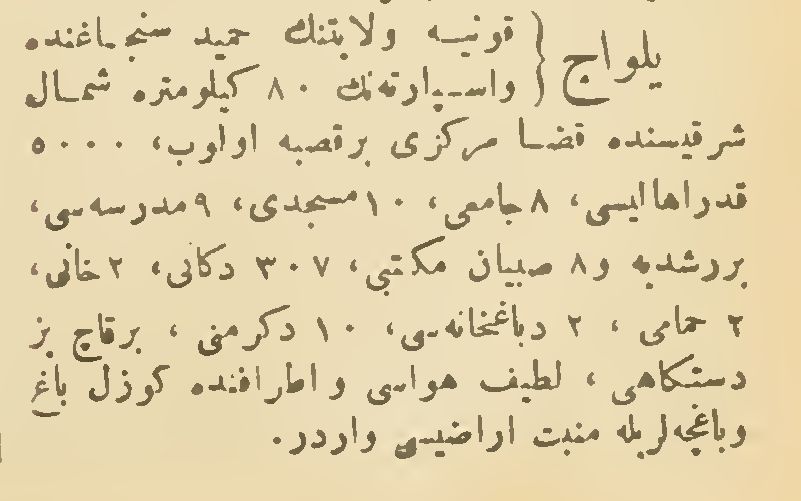 يلواج { قونيه ولايتنك حميد سنجاغنده
واسپارته‌نك ٨٠ كيلومتره شمال
شرقيسنده قضا مركزى برقصبه اولوب، ٥٠٠٠
قدر اهاليسى، ٨ جامعى، ١٠ مسجدى، ٩ مدرسه‌سى،
بررشديه و ٨ صبيان مكتبى، ٣٠٧ دكانى، ٢ خانى،
٢ حمامى ، ٢ دباغخانه‌سى، ١٠ دكرمنى ، برقاچ بز
دستكاهى ، لطيف هواسى و اطرافنده كوزل باغ
وباغچه‌لريله منبت اراضيسى واردر.